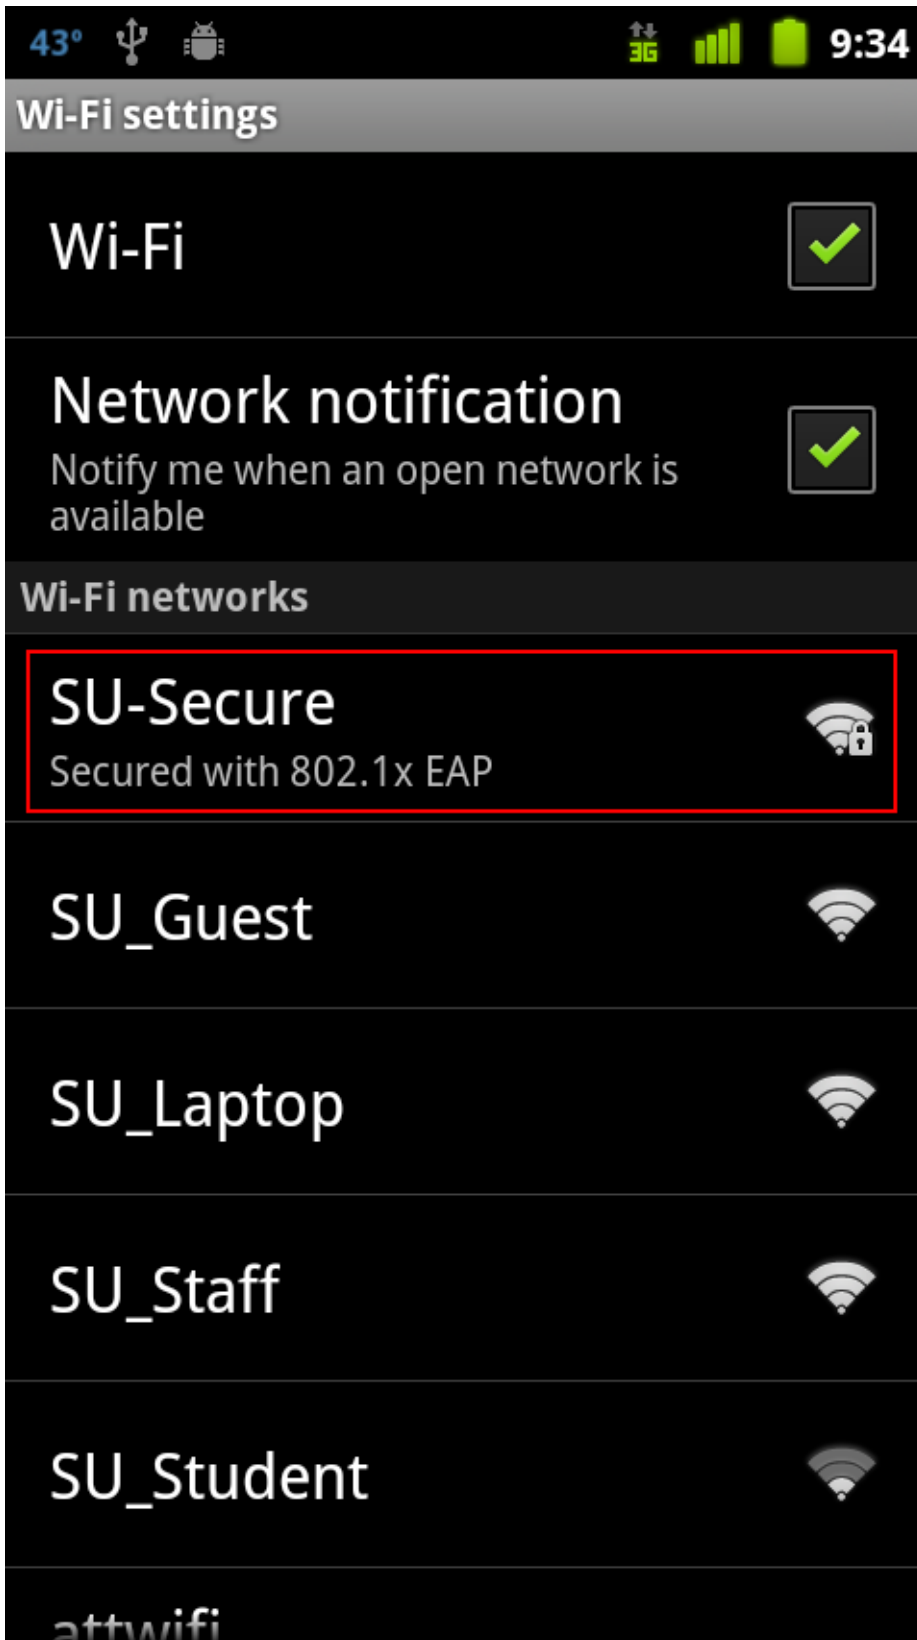 43° 3G 9:34
Wi-Fi settings
Wi-Fi
Network notification
Notify me when an open network is
available
Wi-Fi networks
SU-Secure
Secured with 802.1x EAP
SU_Guest
SU_Laptop
SU_Staff
SU_Student
attwifi